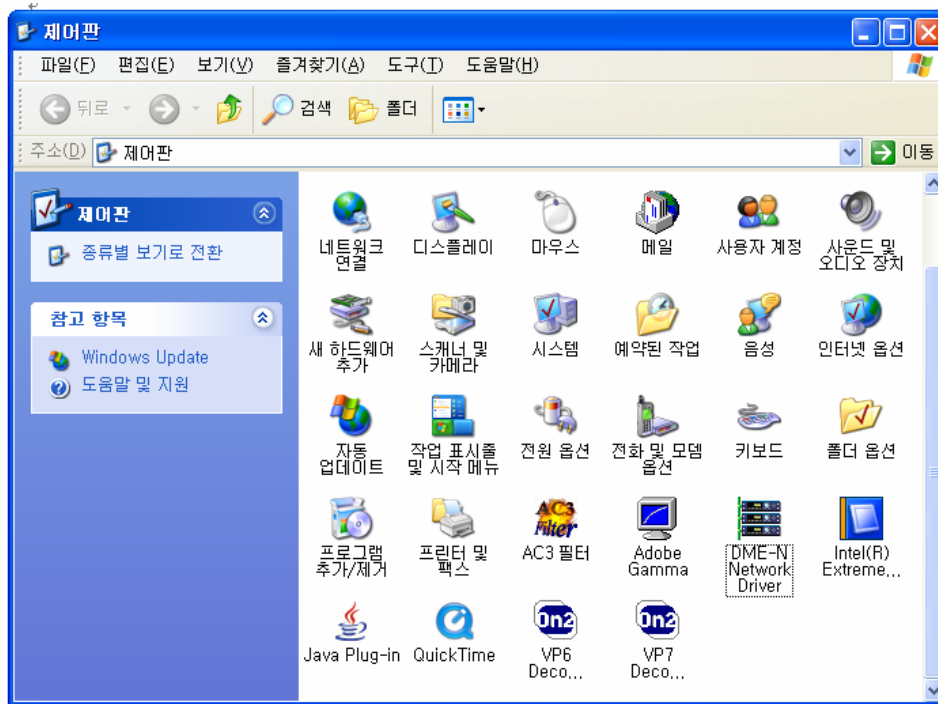 제어판
파일(F) 편집(E) 보기(V) 즐겨찾기(A) 도구(T) 도움말(H)
뒤로 검색 폴더
주소(D) 제어판 이동
제어판
종류별 보기로 전환
참고 항목
Windows Update
도움말 및 지원
네트워크
연결
디스플레이
마우스
메일
사용자 계정
사운드 및
오디오 장치
새 하드웨어
추가
스캐너 및
카메라
시스템
예약된 작업
음성
인터넷 옵션
자동
업데이트
작업 표시줄
및 시작 메뉴
전원 옵션
전화 및 모뎀
옵션
키보드
폴더 옵션
프로그램
추가/제거
프린터 및
팩스
AC3 Filter
AC3 필터
Adobe
Gamma
DME-N
Network
Driver
Intel(R)
Extreme...
Java Plug-in
QuickTime
On2
VP6
Deco...
On2
VP7
Deco...